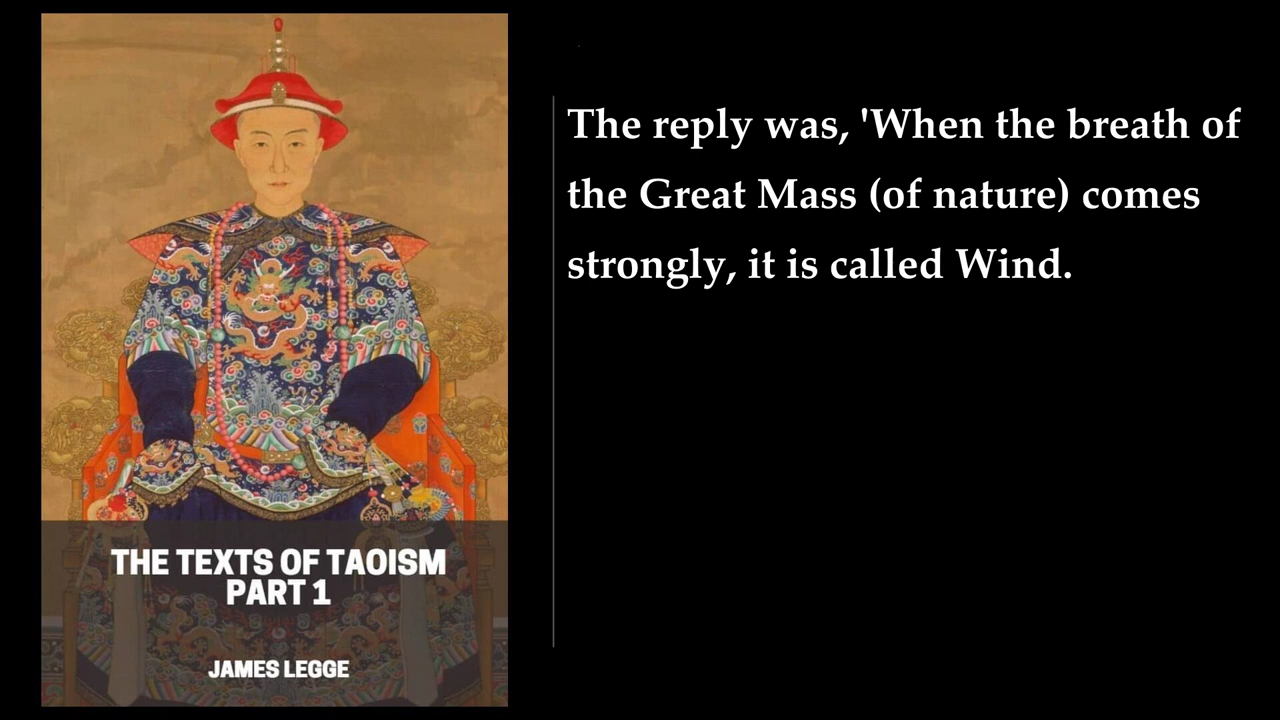 THE TEXTS OF TAOISM
PART 1
JAMES LEGGE
The reply was, 'When the breath of
the Great Mass (of nature) comes
strongly, it is called Wind.